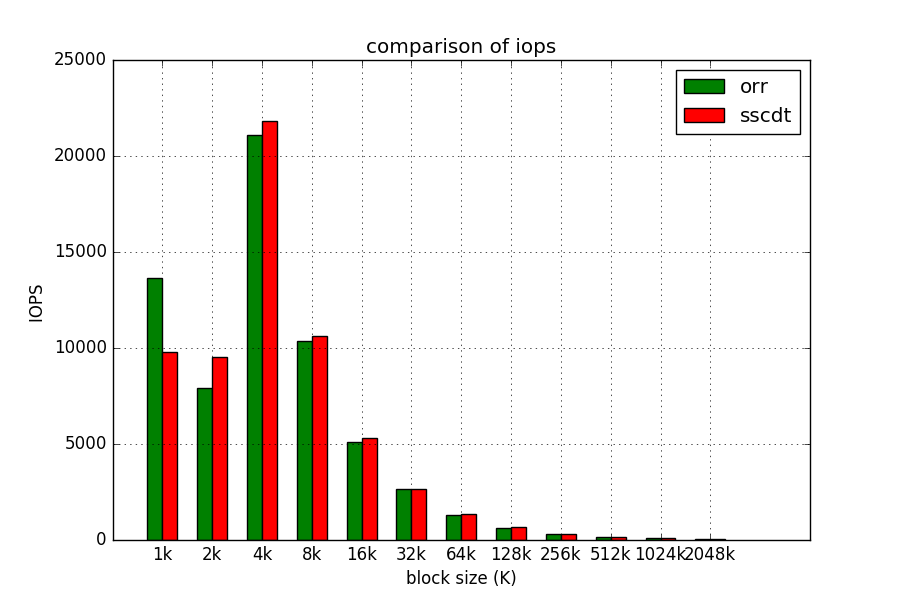 comparison of iops
25000
20000
15000
10000
5000
0
IOPS
orr
sscdt
1k 2k 4k 8k 16k 32k 64k 128k 256k 512k 1024k 2048k
block size (K)